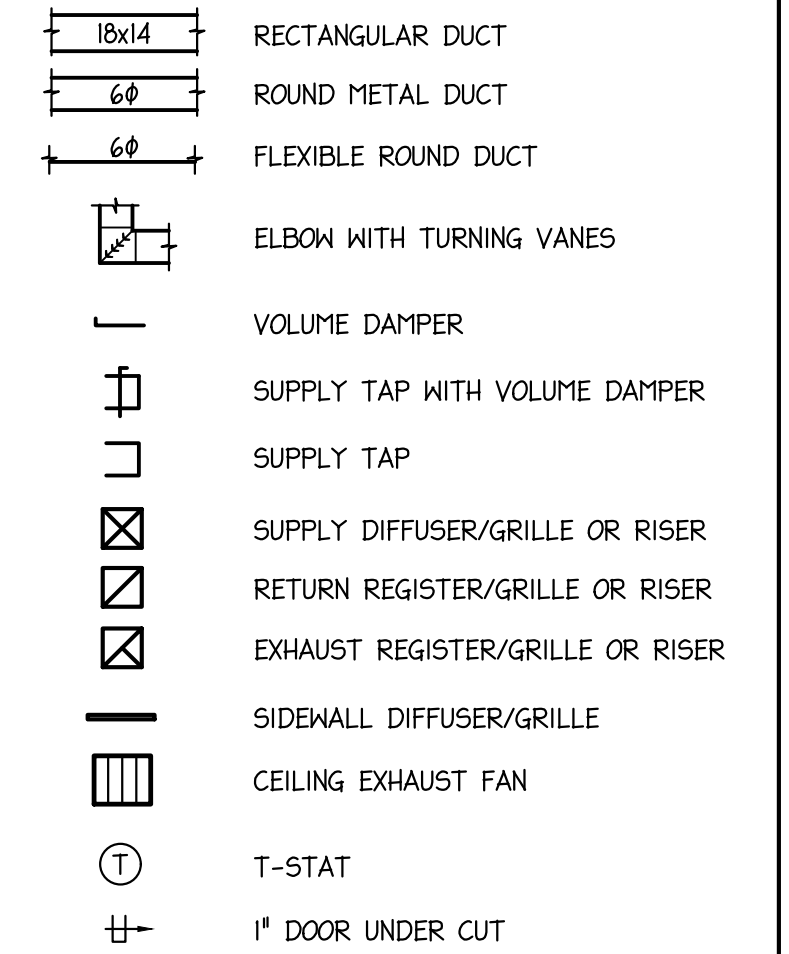 18x14 RECTANGULAR DUCT
6ϕ ROUND METAL DUCT
6ϕ FLEXIBLE ROUND DUCT
ELBOW WITH TURNING VANES
VOLUME DAMPER
SUPPLY TAP WITH VOLUME DAMPER
SUPPLY TAP
SUPPLY DIFFUSER/GRILLE OR RISER
RETURN REGISTER/GRILLE OR RISER
EXHAUST REGISTER/GRILLE OR RISER
SIDEWALL DIFFUSER/GRILLE
CEILING EXHAUST FAN
T T-STAT
1" DOOR UNDER CUT